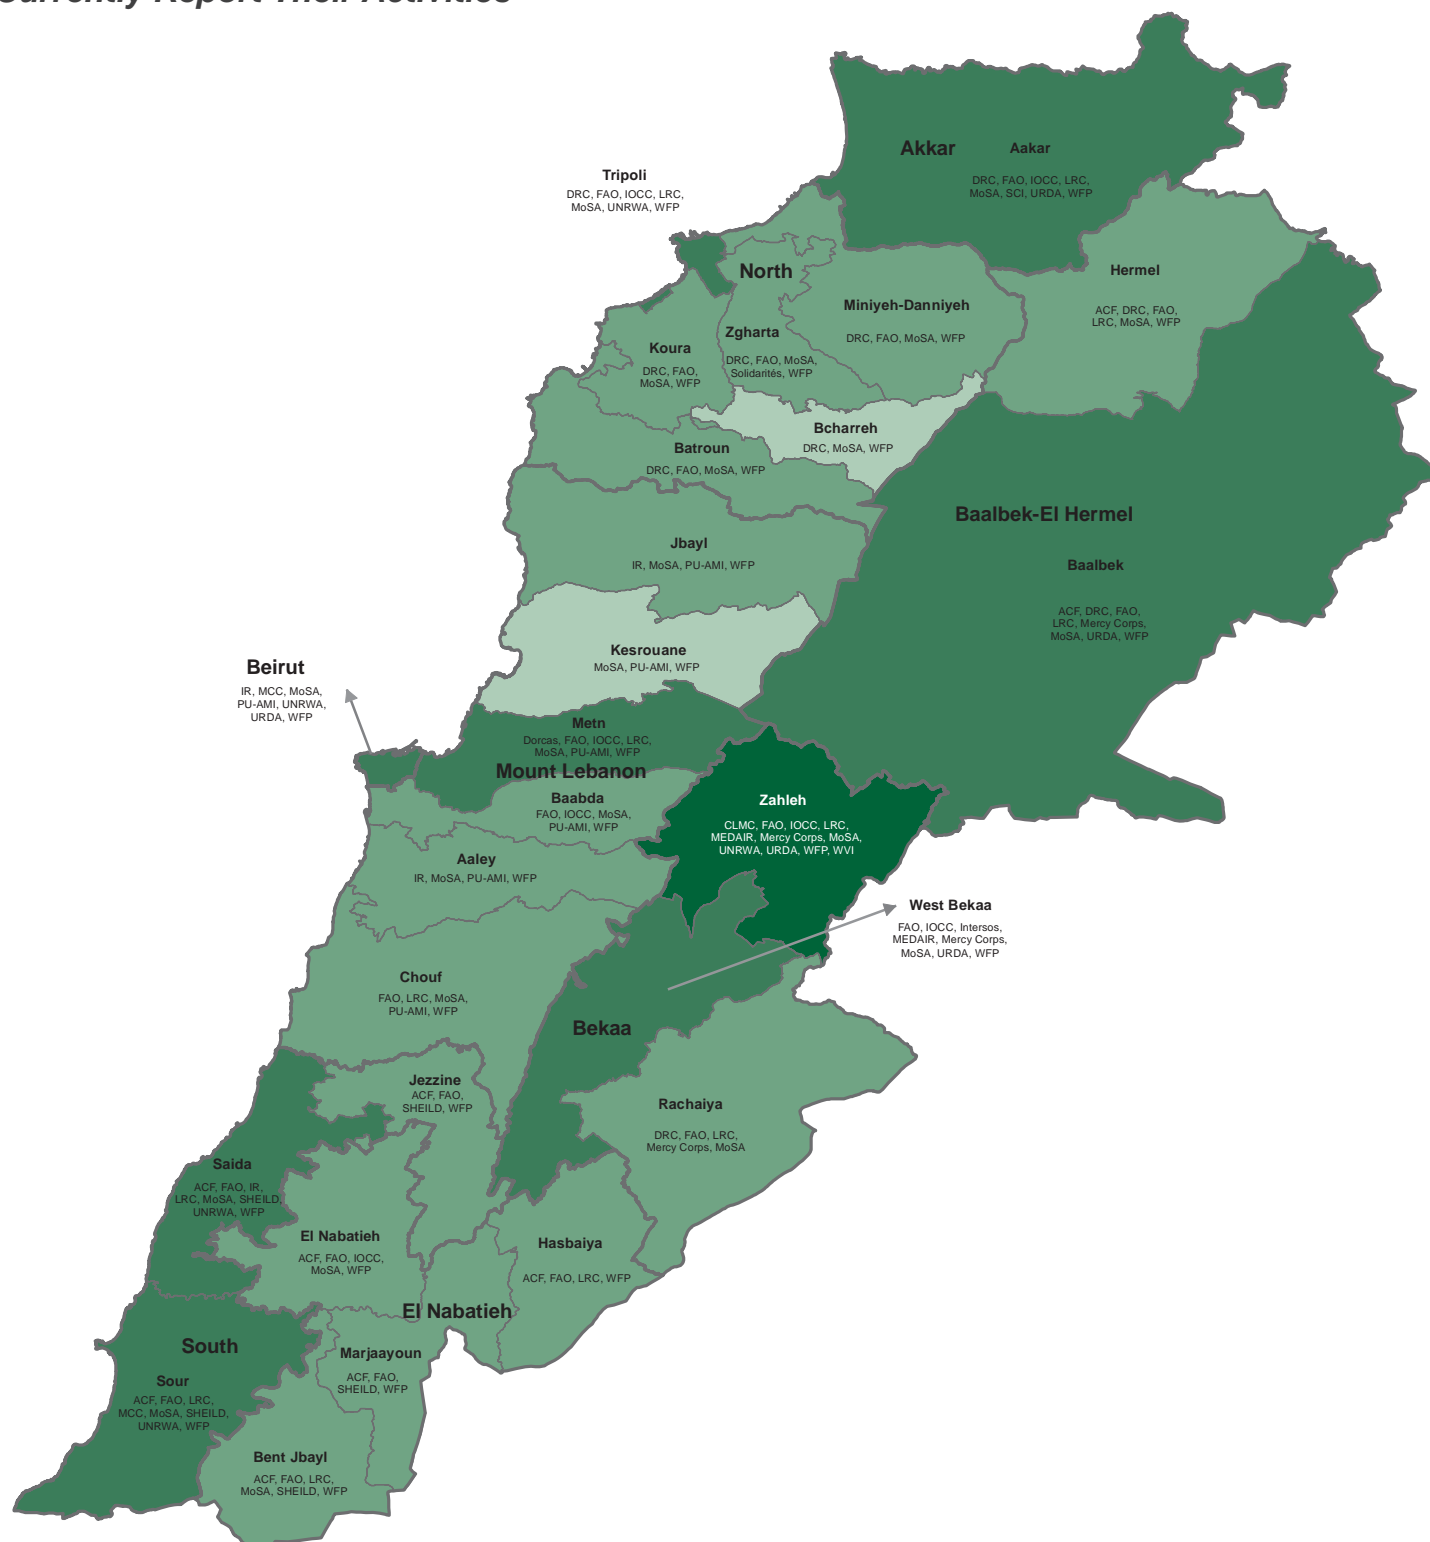 Currently Report Their Activities
Akkar
Aakar
DRC, FAO, IOCC, LRC,
MoSA, SCI, URDA, WFP
Tripoli
DRC, FAO, IOCC, LRC,
MoSA, UNRWA, WFP
North
Hermel
ACF, DRC, FAO,
LRC, MoSA, WFP
Miniyeh-Danniyeh
DRC, FAO, MoSA, WFP
Zgharta
DRC, FAO, MoSA,
Solidarités, WFP
Koura
DRC, FAO,
MoSA, WFP
Bcharreh
DRC, MoSA, WFP
Batroun
DRC, FAO, MoSA, WFP
Baalbek-El Hermel
Baalbek
ACF, DRC, FAO,
LRC, Mercy Corps,
MoSA, URDA, WFP
Jbayl
IR, MoSA, PU-AMI, WFP
Kesrouane
MoSA, PU-AMI, WFP
Beirut
IR, MCC, MoSA,
PU-AMI, UNRWA,
URDA, WFP
Metn
Dorcas, FAO, IOCC, LRC,
MoSA, PU-AMI, WFP
Mount Lebanon
Baabda
FAO, IOCC, MoSA,
PU-AMI, WFP
Zahleh
CLMC, FAO, IOCC, LRC,
MEDAIR, Mercy Corps, MoSA,
UNRWA, URDA, WFP, WVI
Aaley
IR, MoSA, PU-AMI, WFP
West Bekaa
FAO, IOCC, Intersos,
MEDAIR, Mercy Corps,
MoSA, URDA, WFP
Chouf
FAO, LRC, MoSA,
PU-AMI, WFP
Bekaa
Jezzine
ACF, FAO,
SHEILD, WFP
Rachaiya
DRC, FAO, LRC,
Mercy Corps, MoSA
Saida
ACF, FAO, IR,
LRC, MoSA, SHEILD,
UNRWA, WFP
El Nabatieh
ACF, FAO, IOCC,
MoSA, WFP
Hasbaiya
ACF, FAO, LRC, WFP
El Nabatieh
South
Marjaayoun
ACF, FAO,
SHEILD, WFP
Sour
ACF, FAO, LRC,
MCC, MoSA, SHEILD,
UNRWA, WFP
Bent Jbayl
ACF, FAO, LRC,
MoSA, SHEILD, WFP